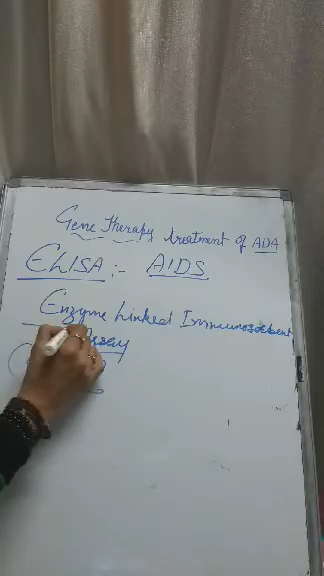 Gene Therapy treatment of ADA
ELISA :- AIDS
Enzyme Linked Immunosorbent
Assay